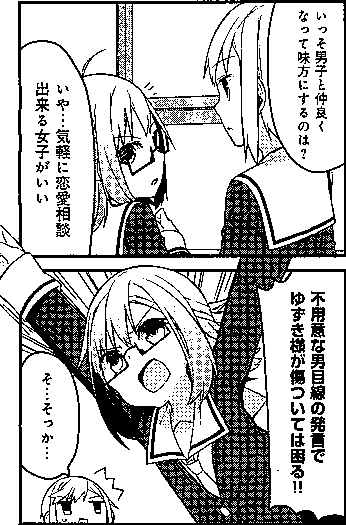 いっそ男子と仲良く
なって味方にするのは？
いや…気軽に恋愛相談
出来る女子がいい
不用意な男目線の発言で
ゆずき様が傷ついては困る!!
そ…そっか…